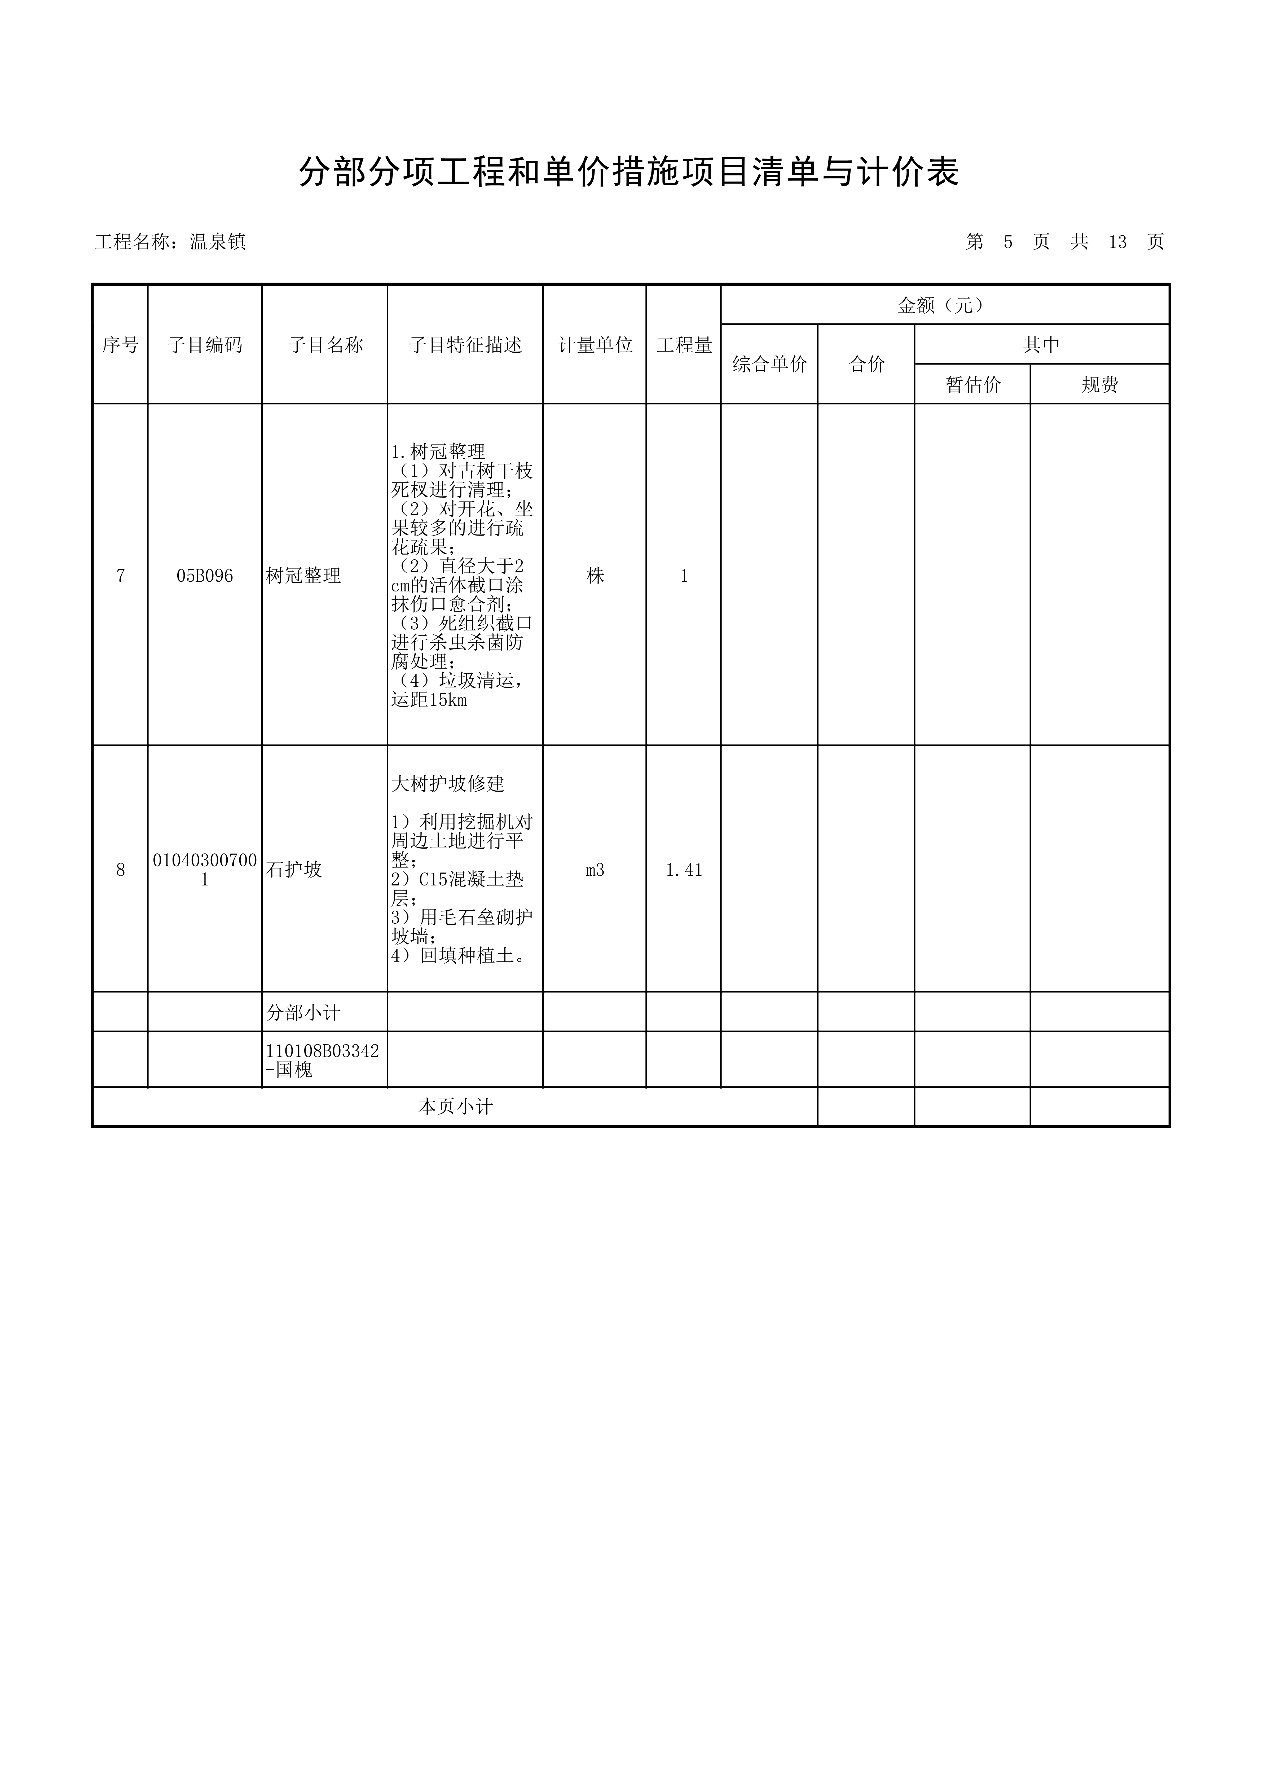 分部分项工程和单价措施项目清单与计价表
工程名称：温泉镇
第 5 页 共 13 页
序号 子目编码 子目名称 子目特征描述 计量单位 工程量 金额（元）
综合单价 合价 其中
暂估价 规费
7 05B096 树冠整理
1.树冠整理
（1）对古树干枝
死杈进行清理；
（2）对开花、坐
果较多的进行疏
花疏果；
（2）直径大于2
cm的活体截口涂
抹伤口愈合剂；
（3）死组织截口
进行杀虫杀菌防
腐处理；
（4）垃圾清运，
运距15km
株 1
8
01040300700
1
石护坡
大树护坡修建
1）利用挖掘机对
周边土地进行平
整；
2）C15混凝土垫
层；
3）用毛石垒砌护
坡墙；
4）回填种植土。
m3 1.41
分部小计
110108B03342
-国槐
本页小计